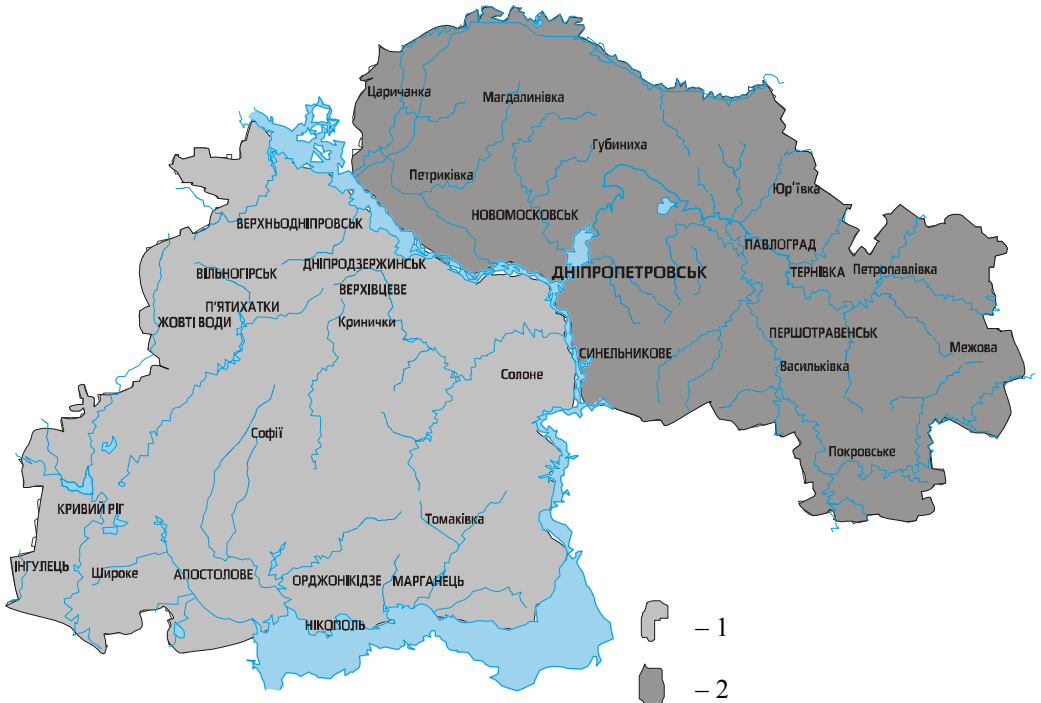 Царичанка
Магдалинівка
Губиниха
Петриківка
Юр'ївка
НОВОМОСКОВСЬК
ВЕРХНЬОДНІПРОВСЬК
ПАВЛОГРАД
ДНІПРОДЗЕРЖИНСЬК
ВІЛЬНОГІРСЬК
ДНІПРОПЕТРОВСЬК
ТЕРНІВКА
Петропавлівка
ВЕРХІВЦЕВЕ
П'ЯТИХАТКИ
ЖОВТІ ВОДИ
Кринички
ПЕРШОТРАВЕНСЬК
Межова
СИНЕЛЬНИКОВЕ
Васильківка
Солоне
Софії
Покровське
КРИВИЙ РІГ
Томаківка
ІНГУЛЕЦЬ
Широке
АПОСТОЛОВЕ
ОРДЖОНІКІДЗЕ
МАРГАНЕЦЬ
НІКОПОЛЬ
– 1
– 2